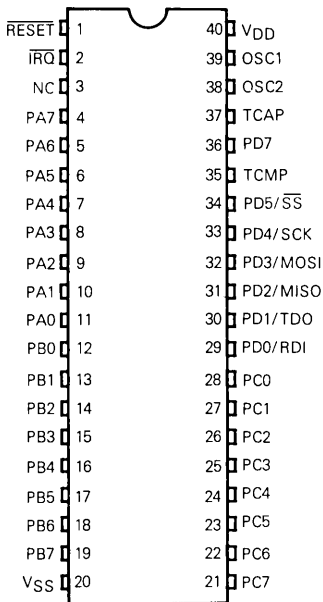 RESET 1 40 VDD
IRQ 2 39 OSC1
NC 3 38 OSC2
PA7 4 37 TCAP
PA6 5 36 PD7
PA5 6 35 TCMP
PA4 7 34 PD5/SS
PA3 8 33 PD4/SCK
PA2 9 32 PD3/MOSI
PA1 10 31 PD2/MISO
PA0 11 30 PD1/TDO
PB0 12 29 PD0/RDI
PB1 13 28 PC0
PB2 14 27 PC1
PB3 15 26 PC2
PB4 16 25 PC3
PB5 17 24 PC4
PB6 18 23 PC5
PB7 19 22 PC6
VSS 20 21 PC7